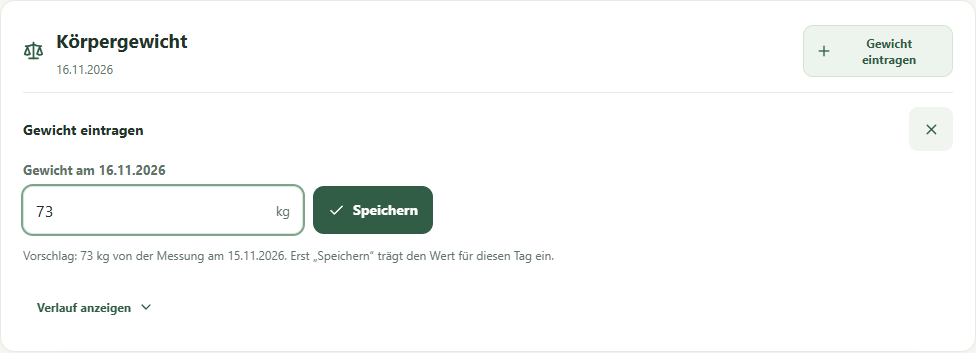 Körpergewicht
16.11.2026
Gewicht
eintragen
Gewicht eintragen
Gewicht am 16.11.2026
73 kg
Speichern
Vorschlag: 73 kg von der Messung am 15.11.2026. Erst „Speichern“ trägt den Wert für diesen Tag ein.
Verlauf anzeigen